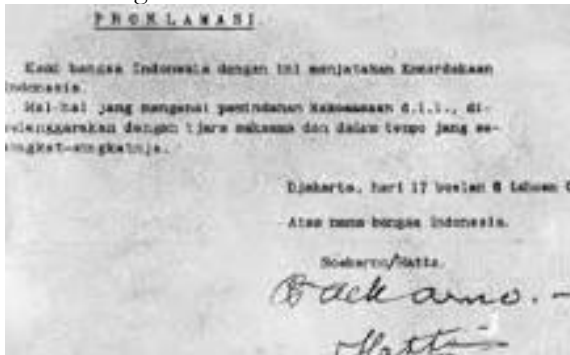 P R O K L A M A S I
Kami bangsa Indonesia dengan ini menjatakan Kemerdekaan
Indonesia.
Hal-hal jang mengenai pemindahan kekoeasaan d.l.l., di-
selenggarakan dengan tjara saksama dan dalam tempo jang se-
singkat-singkatnja.
Djakarta, hari 17 boelan 8 tahoen 0
Atas nama bangsa Indonesia.
Soekarno/Hatta.
Soekarno.-
Hatta